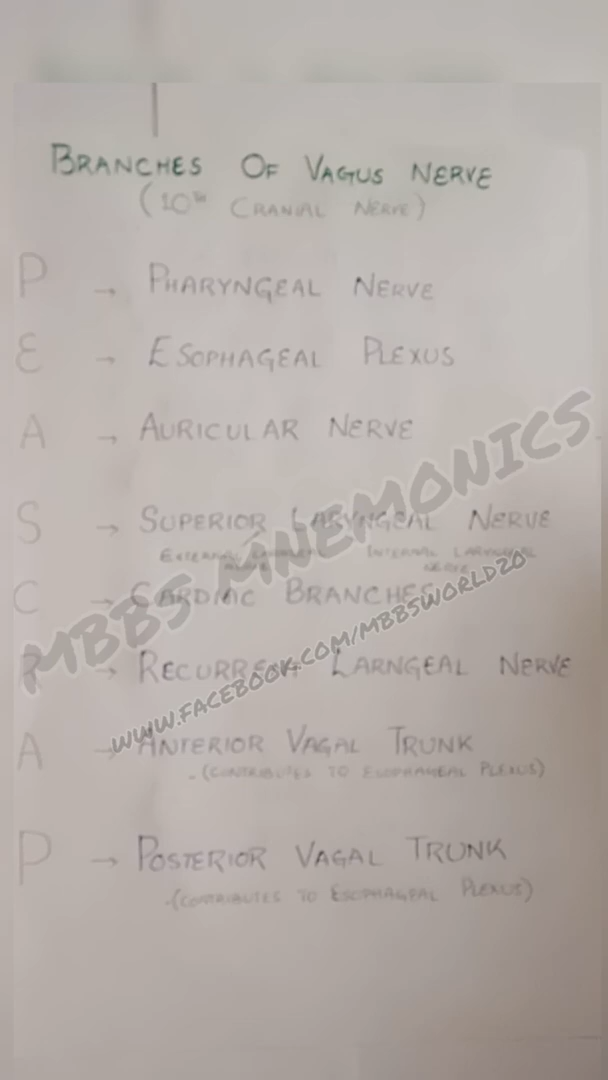 BRANCHES OF VAGUS NERVE
(10TH CRANIAL NERVE)
P → PHARYNGEAL NERVE
E → ESOPHAGEAL PLEXUS
A → AURICULAR NERVE
S → SUPERIOR LARYNGEAL NERVE
EXTERNAL LARYNGEAL NERVE INTERNAL LARYNGEAL NERVE
C → CARDIAC BRANCHES
R → RECURRENT LARNGEAL NERVE
A → ANTERIOR VAGAL TRUNK
- (CONTRIBUTES TO ESOPHAGEAL PLEXUS)
P → POSTERIOR VAGAL TRUNK
- (CONTRIBUTES TO ESOPHAGEAL PLEXUS)
MBBS MNEMONICS
WWW.FACEBOOK.COM/MBBSWORLD20